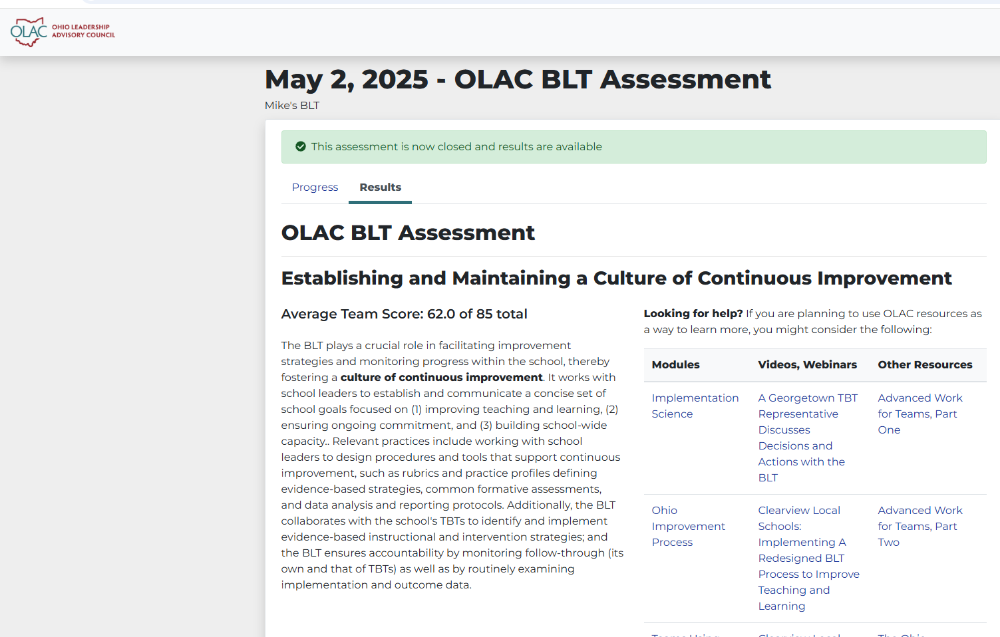 OLAC OHIO LEADERSHIP
ADVISORY COUNCIL
May 2, 2025 - OLAC BLT Assessment
Mike's BLT
This assessment is now closed and results are available
Progress Results
OLAC BLT Assessment
Establishing and Maintaining a Culture of Continuous Improvement
Average Team Score: 62.0 of 85 total
The BLT plays a crucial role in facilitating improvement
strategies and monitoring progress within the school, thereby
fostering a culture of continuous improvement. It works with
school leaders to establish and communicate a concise set of
school goals focused on (1) improving teaching and learning, (2)
ensuring ongoing commitment, and (3) building school-wide
capacity.. Relevant practices include working with school
leaders to design procedures and tools that support continuous
improvement, such as rubrics and practice profiles defining
evidence-based strategies, common formative assessments,
and data analysis and reporting protocols. Additionally, the BLT
collaborates with the school's TBTs to identify and implement
evidence-based instructional and intervention strategies; and
the BLT ensures accountability by monitoring follow-through (its
own and that of TBTs) as well as by routinely examining
implementation and outcome data.
Looking for help? If you are planning to use OLAC resources as
a way to learn more, you might consider the following:
Modules Videos, Webinars Other Resources
Implementation
Science
A Georgetown TBT
Representative
Discusses
Decisions and
Actions with the
BLT
Advanced Work
for Teams, Part
One
Ohio
Improvement
Process
Clearview Local
Schools:
Implementing A
Redesigned BLT
Process to Improve
Teaching and
Learning
Advanced Work
for Teams, Part
Two
Teams Using
Clearview Local
The Ohio